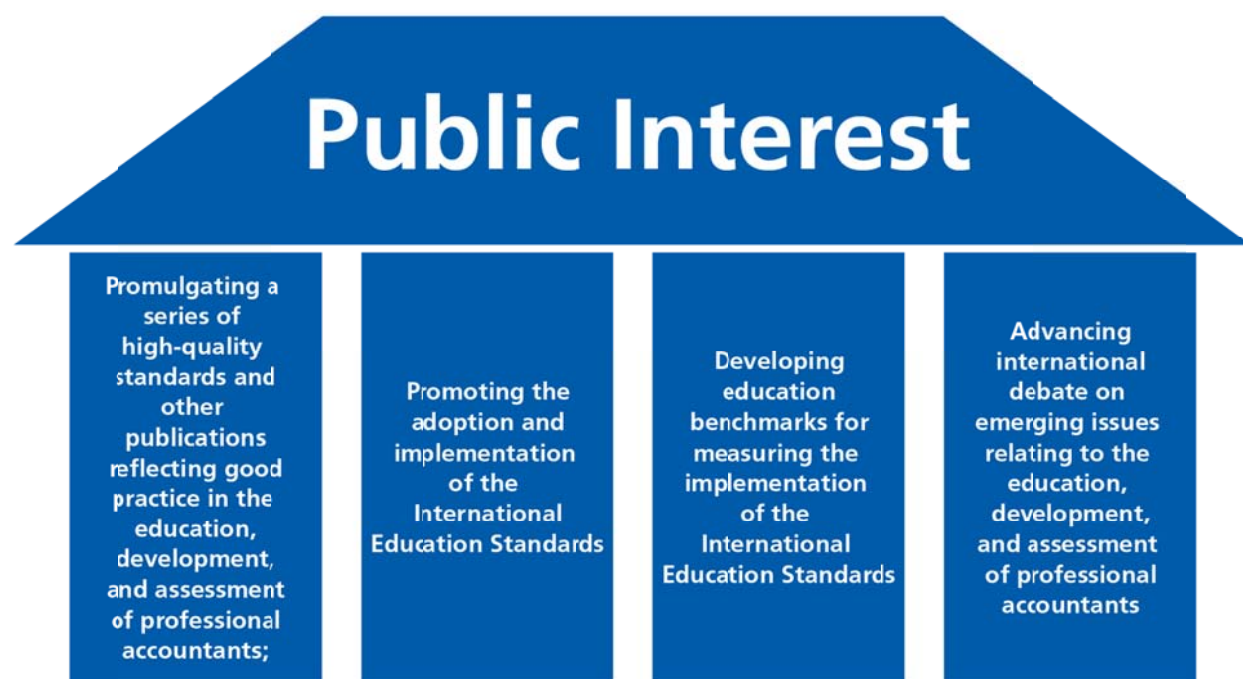 Public Interest
Promulgating a
series of
high-quality
standards and
other
publications
reflecting good
practice in the
education,
development,
and assessment
of professional
accountants;
Promoting the
adoption and
implementation
of the
International
Education Standards
Developing
education
benchmarks for
measuring the
implementation
of the
International
Education Standards
Advancing
international
debate on
emerging issues
relating to the
education,
development,
and assessment
of professional
accountants